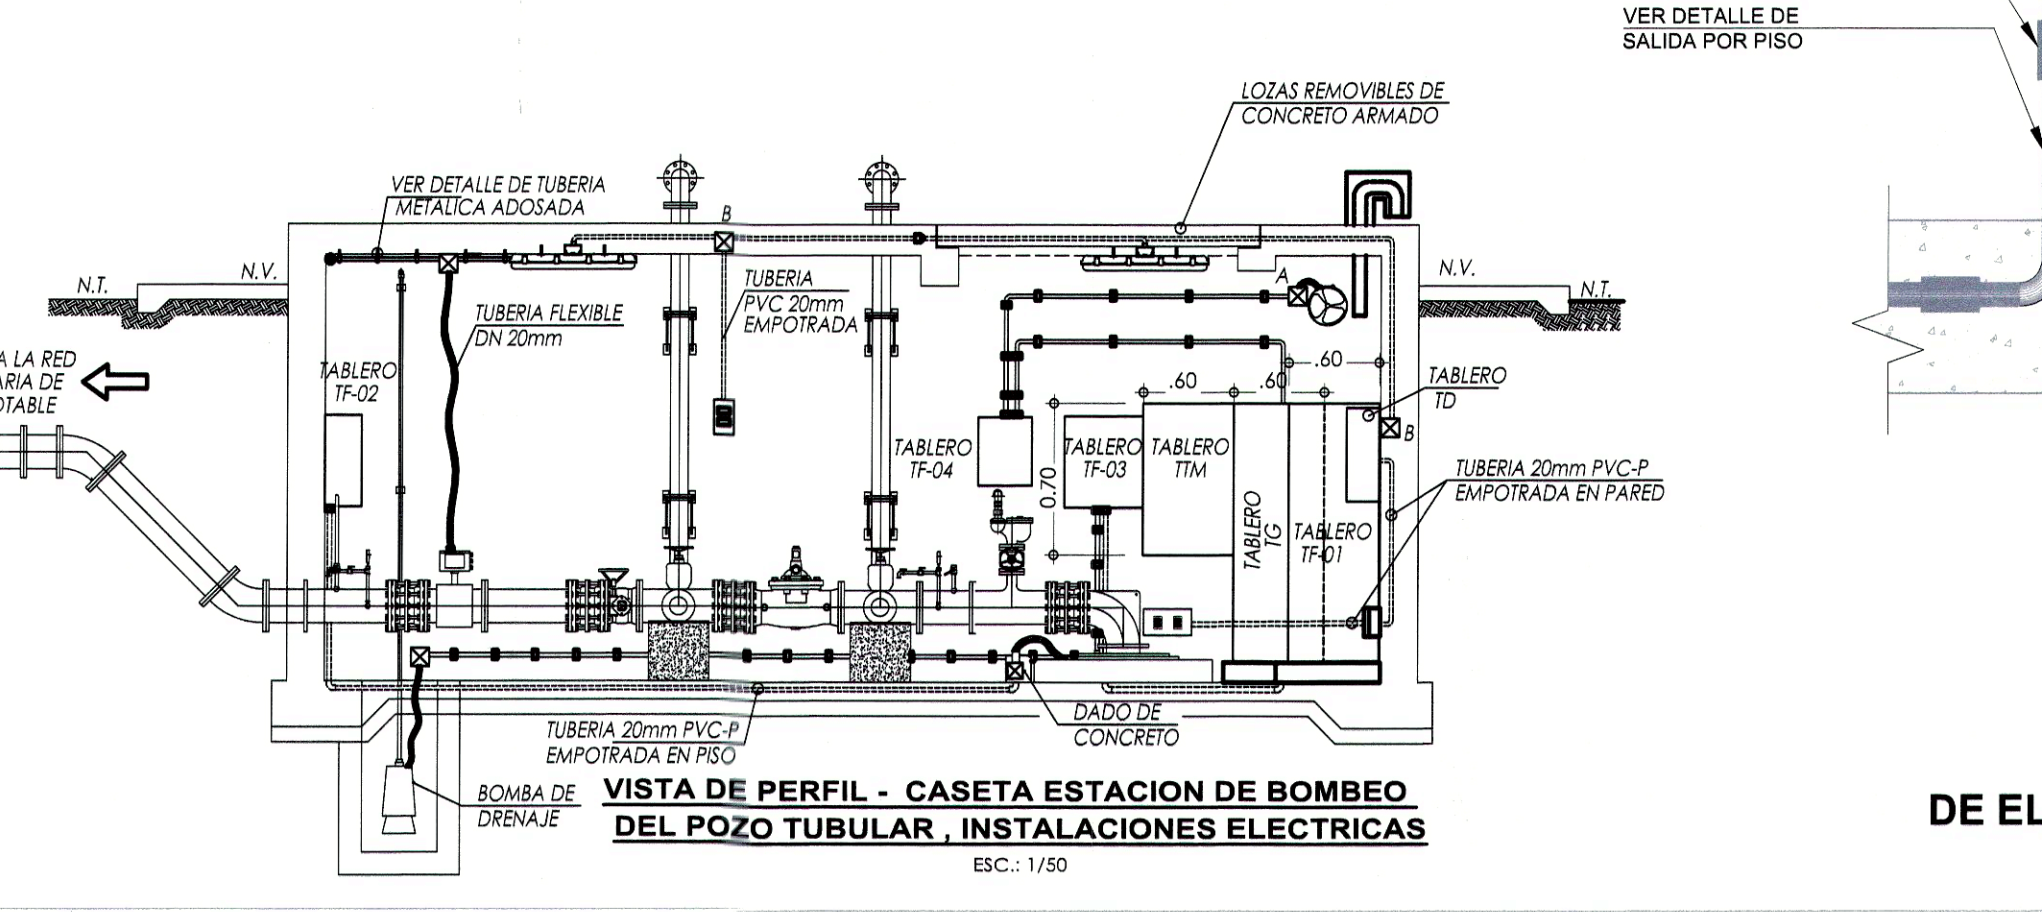 VER DETALLE DE
SALIDA POR PISO
LOZAS REMOVIBLES DE
CONCRETO ARMADO
VER DETALLE DE TUBERIA
METALICA ADOSADA
B
N.V.
N.T.
TUBERIA
PVC 20mm
EMPOTRADA
A
N.V.
N.T.
TUBERIA FLEXIBLE
DN 20mm
A LA RED
ARIA DE
OTABLE
TABLERO
TF-02
.60
.60
.60
TABLERO
TD
B
TABLERO
TF-04
0.70
TABLERO
TF-03
TABLERO
TTM
TABLERO
TG
TABLERO
TF-01
TUBERIA 20mm PVC-P
EMPOTRADA EN PARED
TUBERIA 20mm PVC-P
EMPOTRADA EN PISO
DADO DE
CONCRETO
BOMBA DE
DRENAJE
VISTA DE PERFIL - CASETA ESTACION DE BOMBEO
DEL POZO TUBULAR , INSTALACIONES ELECTRICAS
ESC.: 1/50
DE EL